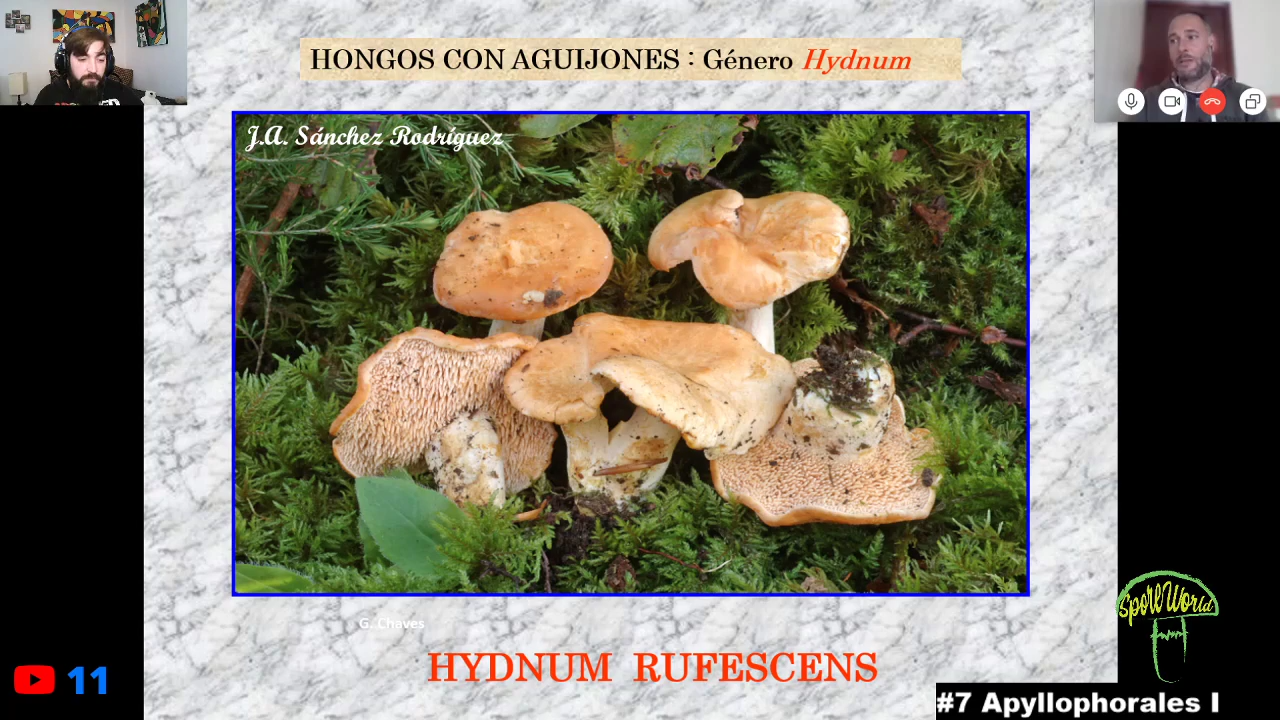 HONGOS CON AGUIJONES : Género Hydnum
J.A. Sánchez Rodríguez
G. Chaves
HYDNUM RUFESCENS
11
SporeWorld
#7 Apyllophorales I